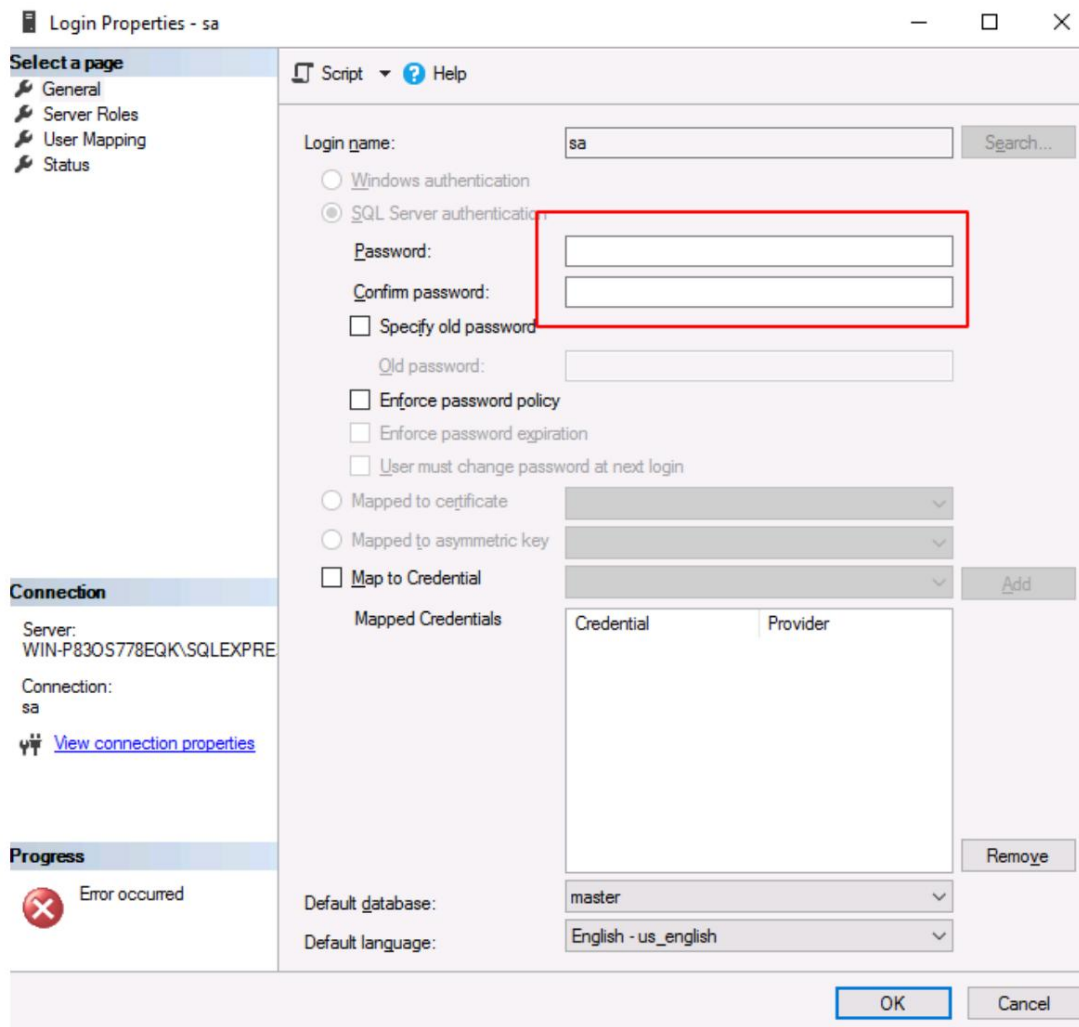 Login Properties - sa
Select a page
General
Server Roles
User Mapping
Status
Script
Help
Login name:
sa
Search...
Windows authentication
SQL Server authentication
Password:
Confirm password:
Specify old password
Old password:
Enforce password policy
Enforce password expiration
User must change password at next login
Mapped to certificate
Mapped to asymmetric key
Map to Credential
Add
Mapped Credentials
Credential
Provider
Remove
Default database:
master
Default language:
English - us_english
Connection
Server:
WIN-P83OS778EQK\SQLEXPRE
Connection:
sa
View connection properties
Progress
Error occurred
OK
Cancel